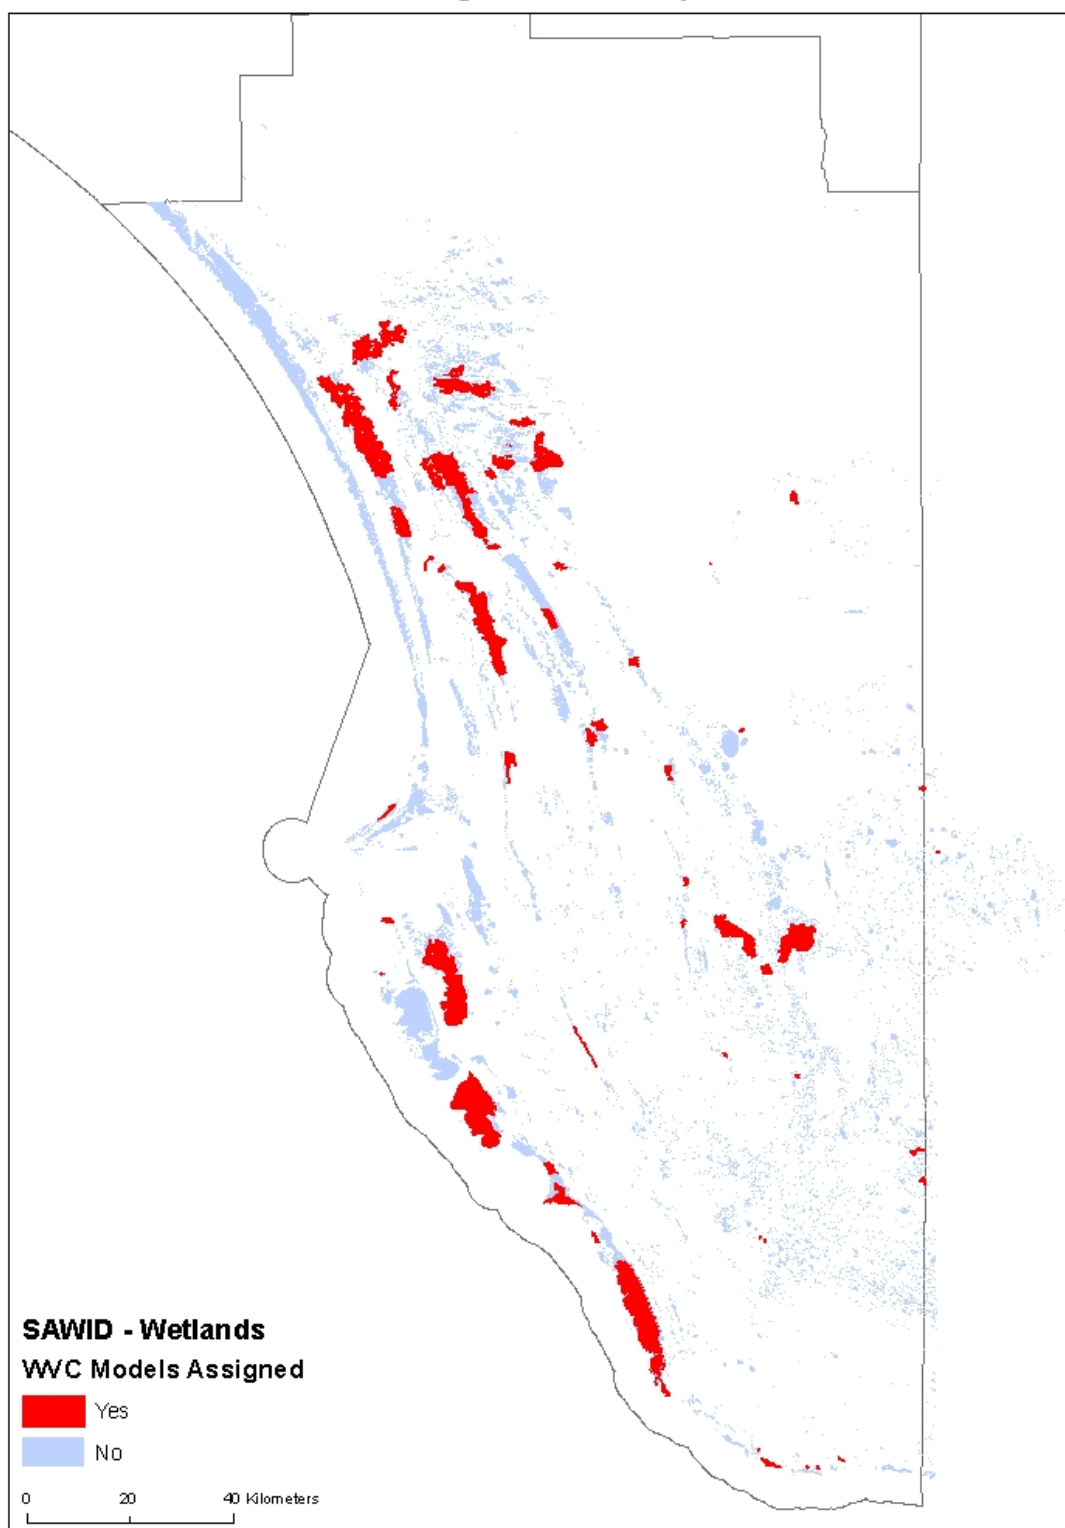 SAWID - Wetlands
WVC Models Assigned
Yes
No
0 20 40 Kilometers